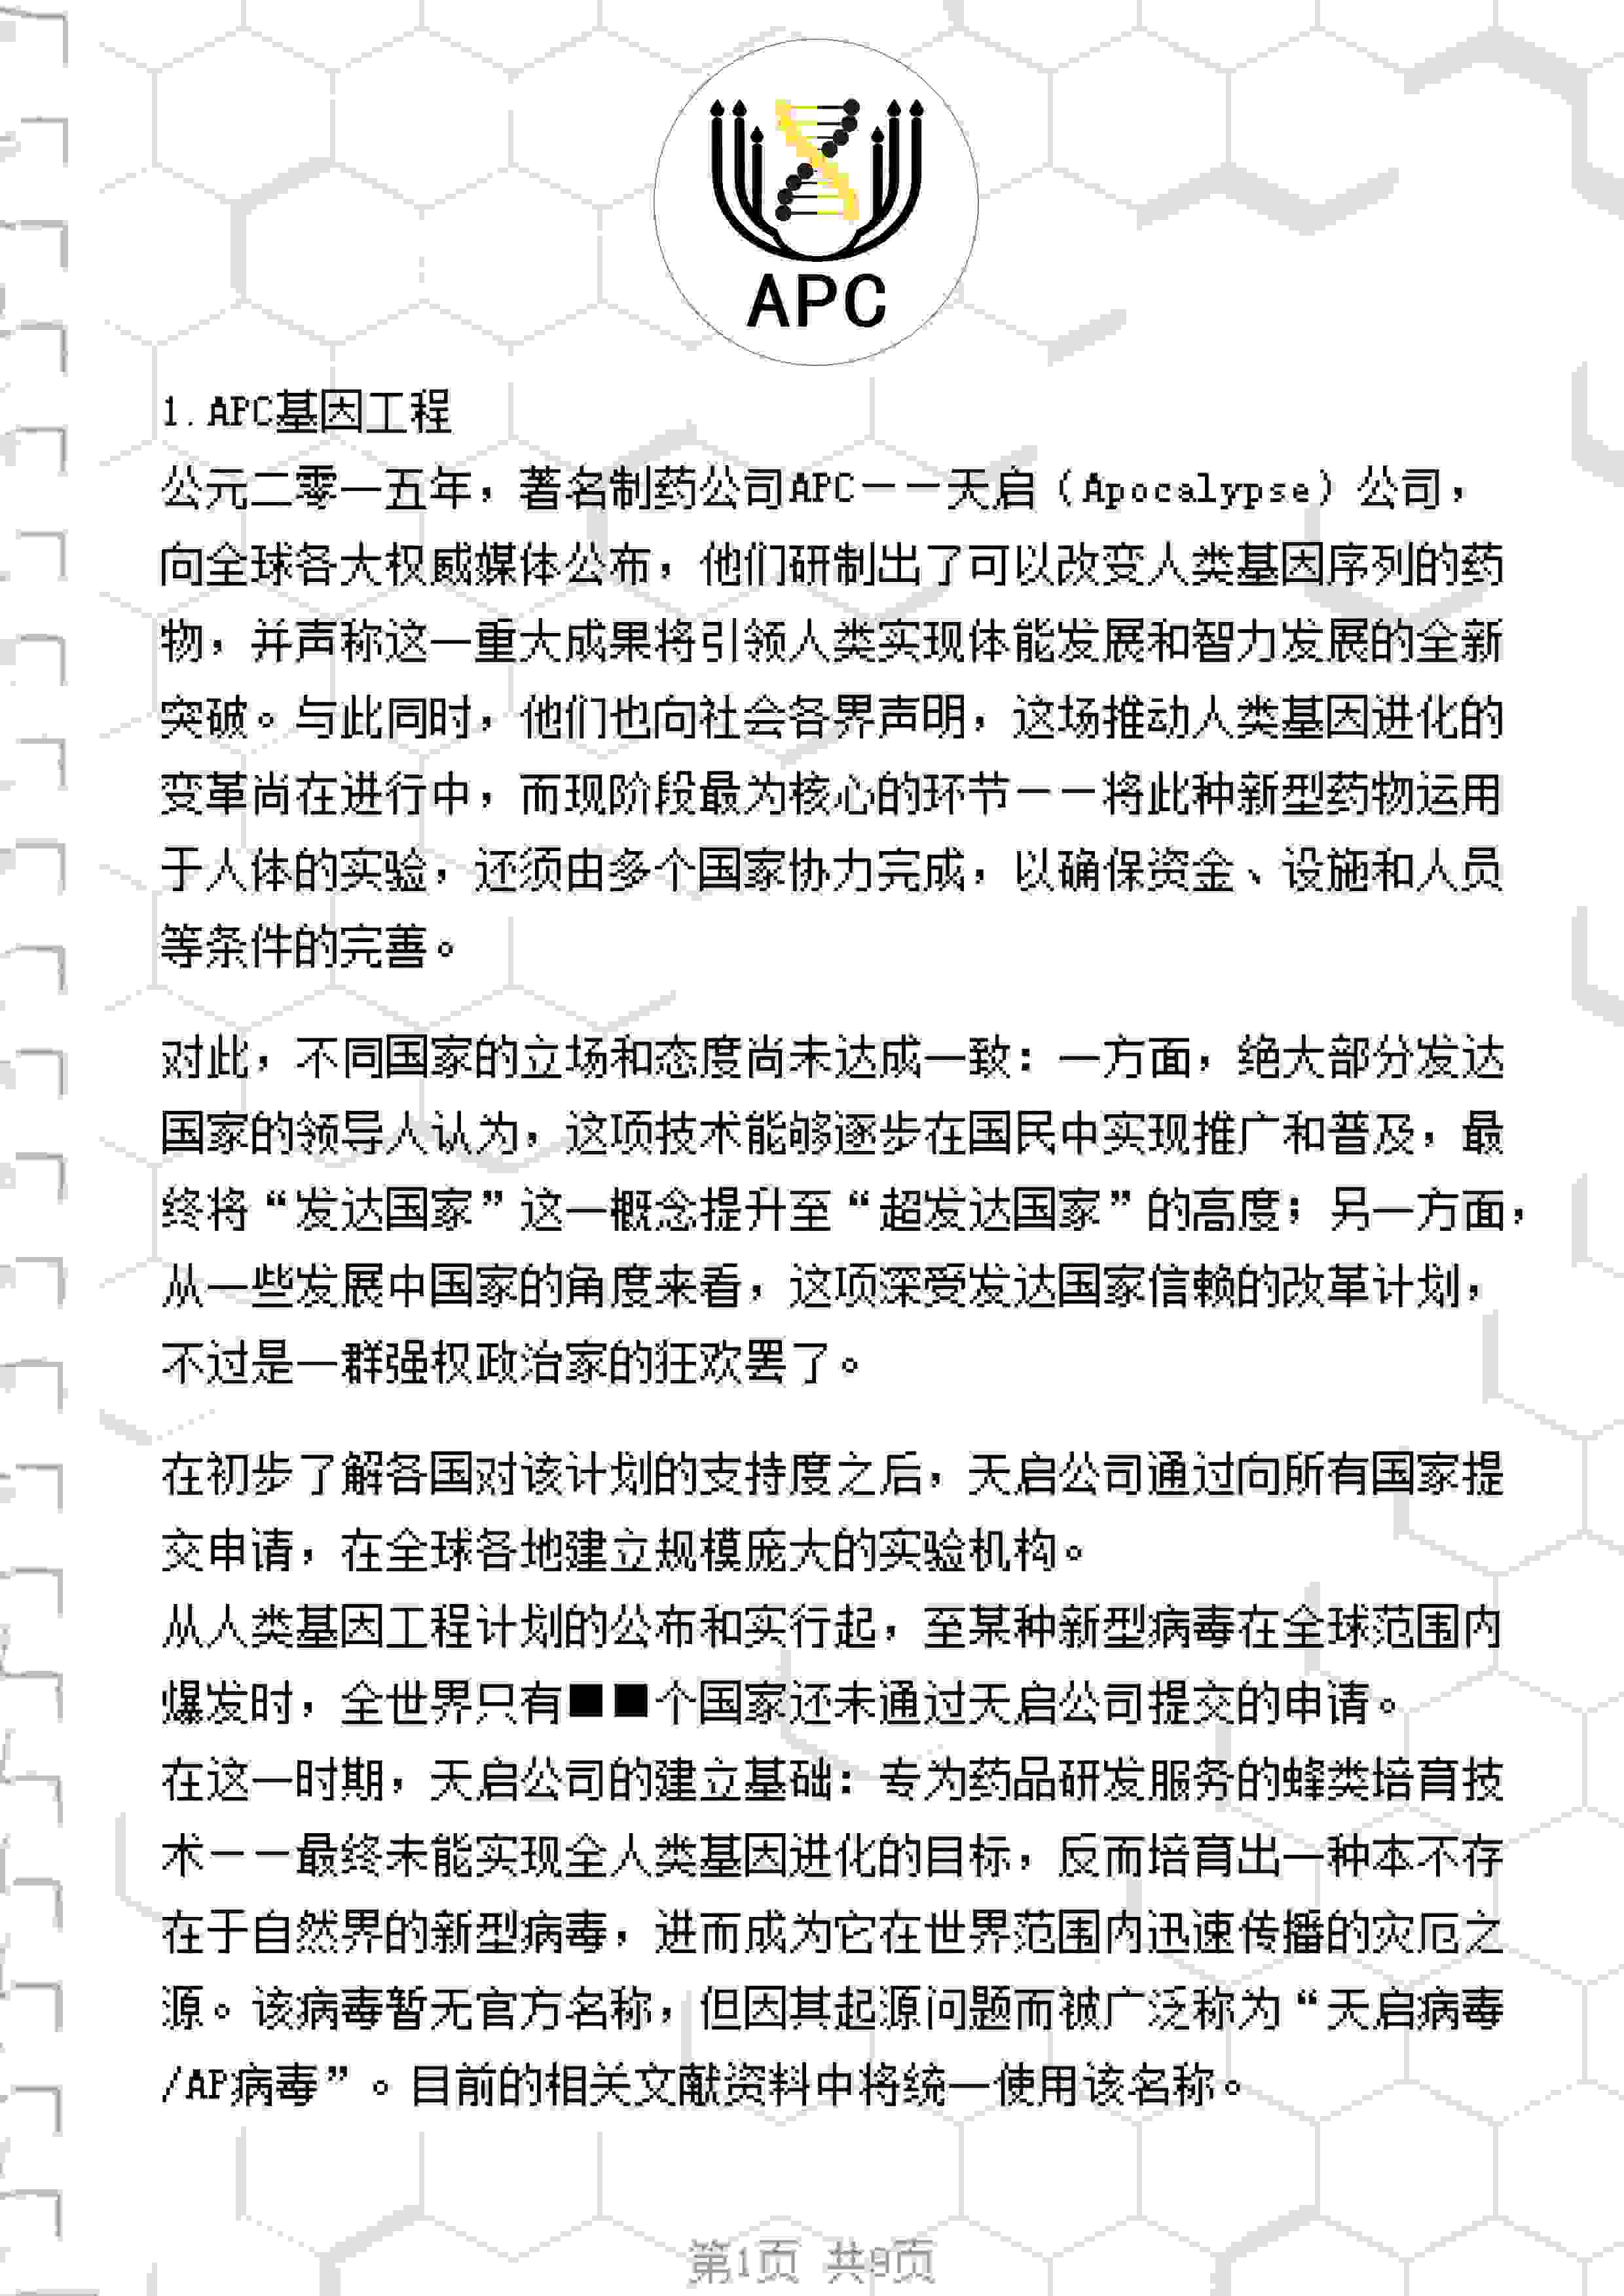 APC
1.APC基因工程
公元二零一五年，著名制药公司APC——天启（Apocalypse）公司，
向全球各大权威媒体公布，他们研制出了可以改变人类基因序列的药
物，并声称这一重大成果将引领人类实现体能发展和智力发展的全新
突破。与此同时，他们也向社会各界声明，这场推动人类基因进化的
变革尚在进行中，而现阶段最为核心的环节——将此种新型药物运用
于人体的实验，还须由多个国家协力完成，以确保资金、设施和人员
等条件的完善。
对此，不同国家的立场和态度尚未达成一致：一方面，绝大部分发达
国家的领导人认为，这项技术能够逐步在国民中实现推广和普及，最
终将“发达国家”这一概念提升至“超发达国家”的高度；另一方面，
从一些发展中国家的角度来看，这项深受发达国家信赖的改革计划，
不过是一群强权政治家的狂欢罢了。
在初步了解各国对该计划的支持度之后，天启公司通过向所有国家提
交申请，在全球各地建立规模庞大的实验机构。
从人类基因工程计划的公布和实行起，至某种新型病毒在全球范围内
爆发时，全世界只有■■个国家还未通过天启公司提交的申请。
在这一时期，天启公司的建立基础：专为药品研发服务的蜂类培育技
术——最终未能实现全人类基因进化的目标，反而培育出一种本不存
在于自然界的新型病毒，进而成为它在世界范围内迅速传播的灾厄之
源。该病毒暂无官方名称，但因其起源问题而被广泛称为“天启病毒
/AP病毒”。目前的相关文献资料中将统一使用该名称。
第1页 共9页